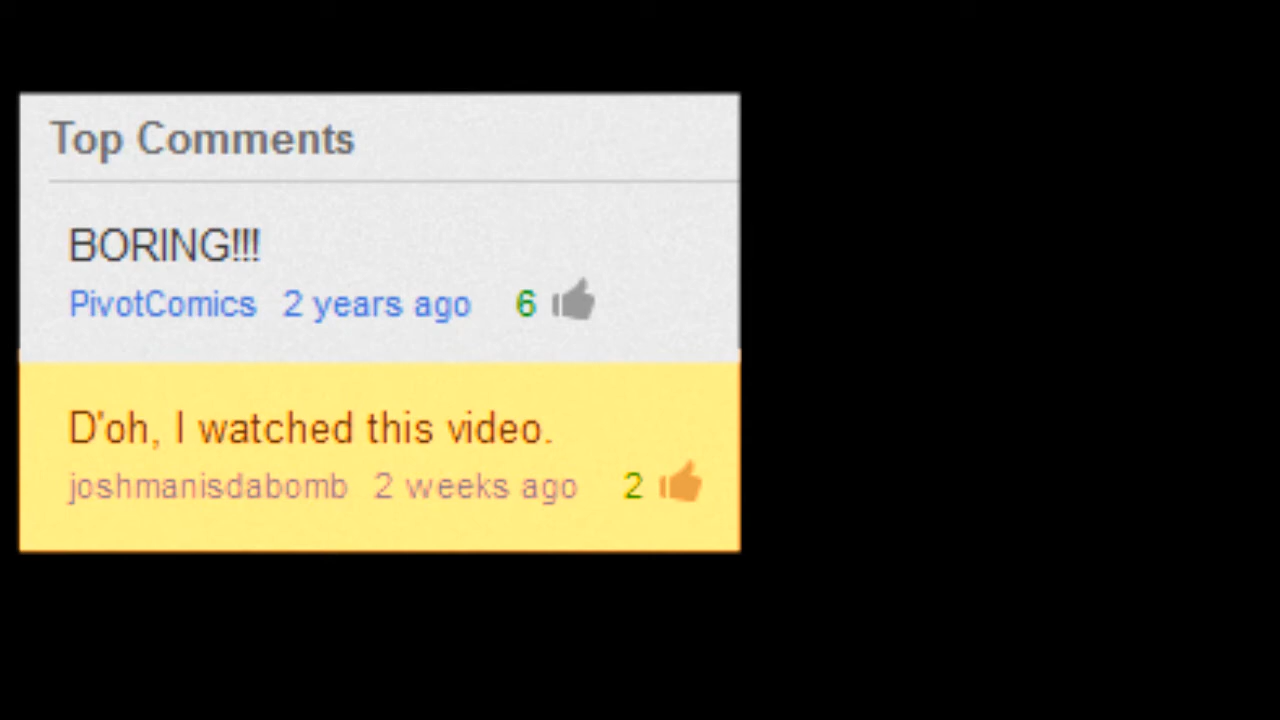 Top Comments
BORING!!!
PivotComics 2 years ago 6
D'oh, I watched this video.
joshmanisdabomb 2 weeks ago 2